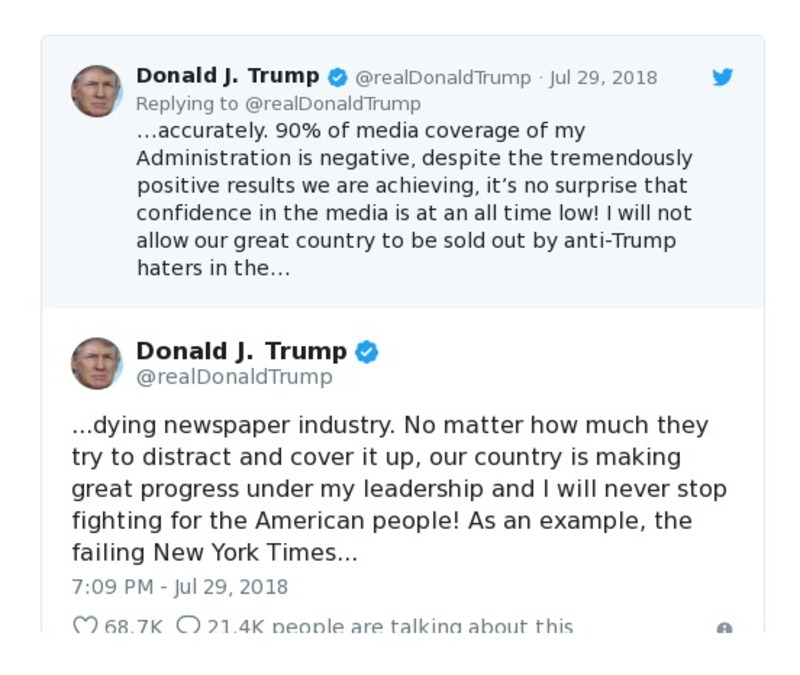 Donald J. Trump @realDonaldTrump · Jul 29, 2018
Replying to @realDonaldTrump
...accurately. 90% of media coverage of my
Administration is negative, despite the tremendously
positive results we are achieving, it’s no surprise that
confidence in the media is at an all time low! I will not
allow our great country to be sold out by anti-Trump
haters in the...
Donald J. Trump
@realDonaldTrump
...dying newspaper industry. No matter how much they
try to distract and cover it up, our country is making
great progress under my leadership and I will never stop
fighting for the American people! As an example, the
failing New York Times...
7:09 PM - Jul 29, 2018
68.7K 21.4K people are talking about this